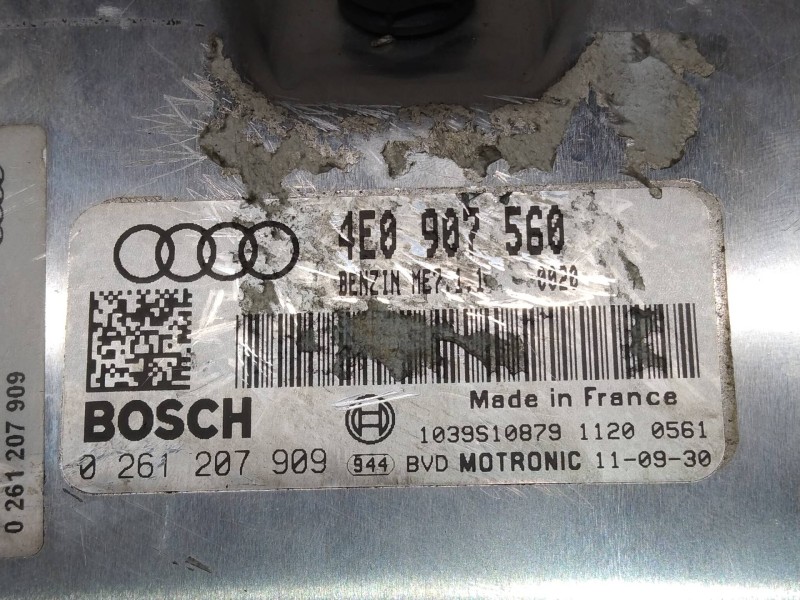 4E0 907 560
BENZIN ME7.1.1 0020
BOSCH
Made in France
1039S10879 1120 0561
0 261 207 909 944 BVD MOTRONIC 11-09-30
0 261 207 909